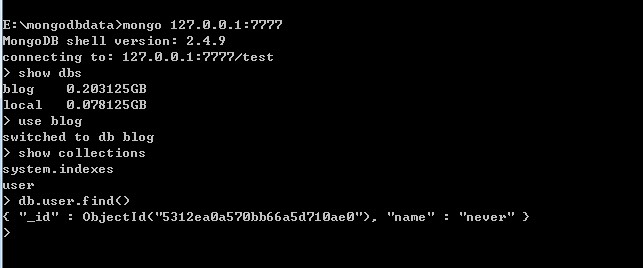 E:\mongodbdata>mongo 127.0.0.1:7777
MongoDB shell version: 2.4.9
connecting to: 127.0.0.1:7777/test
> show dbs
blog    0.203125GB
local   0.078125GB
> use blog
switched to db blog
> show collections
system.indexes
user
> db.user.find()
{ "_id" : ObjectId("5312ea0a570bb66a5d710ae0"), "name" : "never" }
>